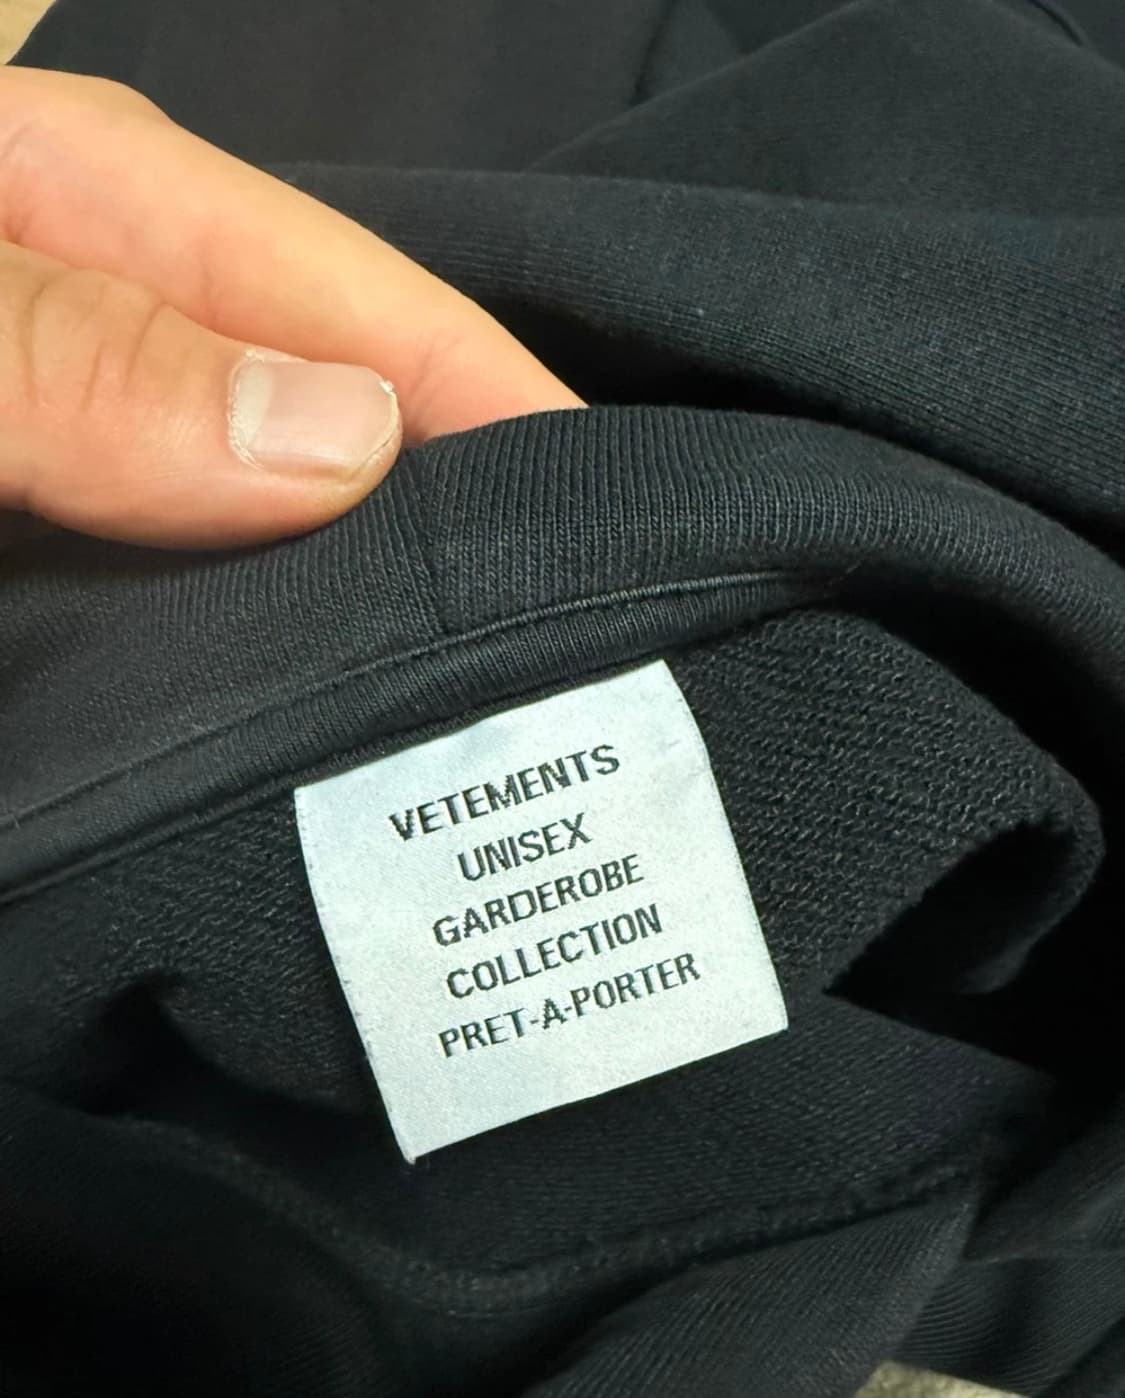 VETEMENTS
UNISEX
GARDEROBE
COLLECTION
PRET-A-PORTER